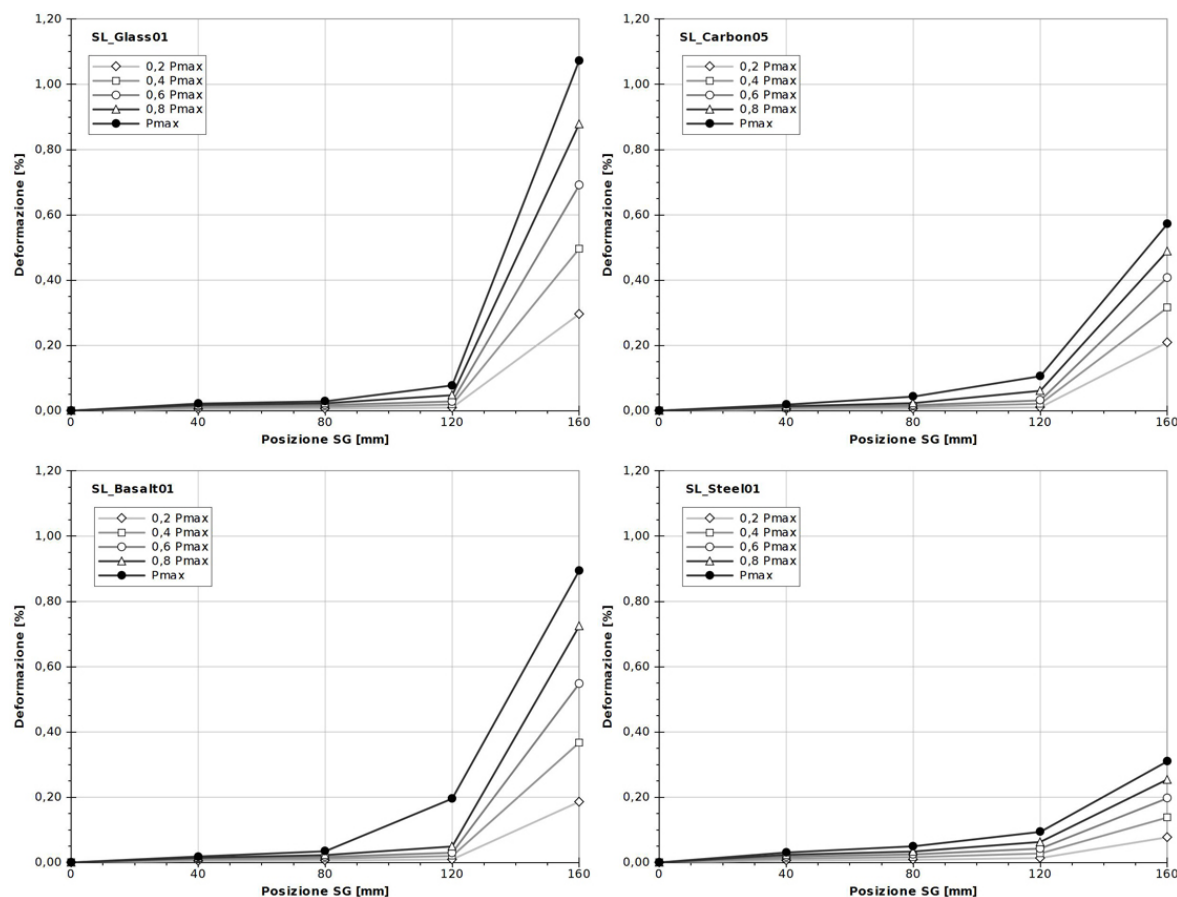 SL_Glass01
0,2 Pmax
0,4 Pmax
0,6 Pmax
0,8 Pmax
Pmax
Deformazione [%]
1,20
1,00
0,80
0,60
0,40
0,20
0,00
0
40
80
120
160
Posizione SG [mm]
SL_Carbon05
0,2 Pmax
0,4 Pmax
0,6 Pmax
0,8 Pmax
Pmax
Deformazione [%]
1,20
1,00
0,80
0,60
0,40
0,20
0,00
0
40
80
120
160
Posizione SG [mm]
SL_Basalt01
0,2 Pmax
0,4 Pmax
0,6 Pmax
0,8 Pmax
Pmax
Deformazione [%]
1,20
1,00
0,80
0,60
0,40
0,20
0,00
0
40
80
120
160
Posizione SG [mm]
SL_Steel01
0,2 Pmax
0,4 Pmax
0,6 Pmax
0,8 Pmax
Pmax
Deformazione [%]
1,20
1,00
0,80
0,60
0,40
0,20
0,00
0
40
80
120
160
Posizione SG [mm]